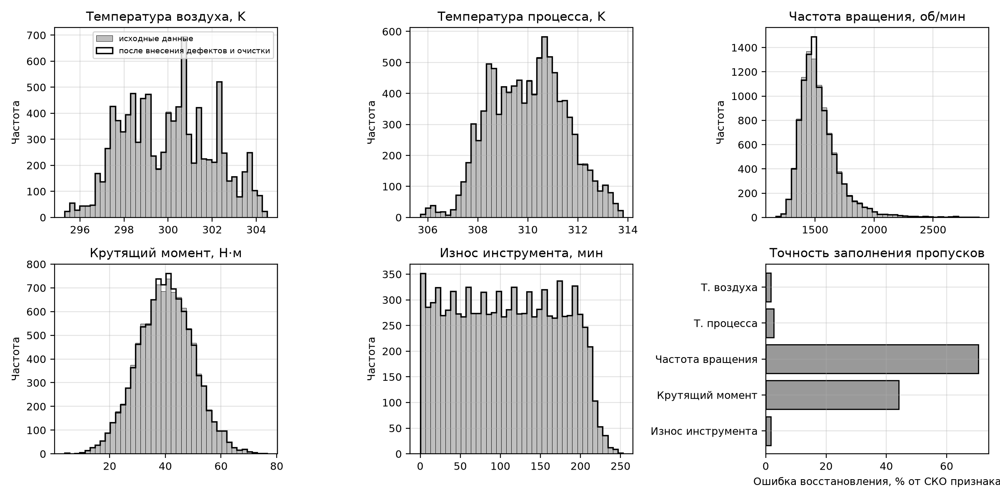 Температура воздуха, K
исходные данные
после внесения дефектов и очистки
Частота
700
600
500
400
300
200
100
0
296 298 300 302 304
Температура процесса, K
Частота
600
500
400
300
200
100
0
306 308 310 312 314
Частота вращения, об/мин
Частота
1400
1200
1000
800
600
400
200
0
1500 2000 2500
Крутящий момент, Н·м
Частота
800
700
600
500
400
300
200
100
0
20 40 60 80
Износ инструмента, мин
Частота
350
300
250
200
150
100
50
0
0 50 100 150 200 250
Точность заполнения пропусков
Т. воздуха
Т. процесса
Частота вращения
Крутящий момент
Износ инструмента
0 20 40 60
Ошибка восстановления, % от СКО признака